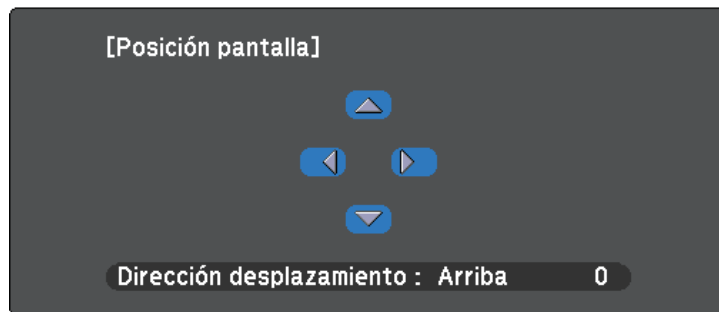 [Posición pantalla]
Dirección desplazamiento : Arriba 0